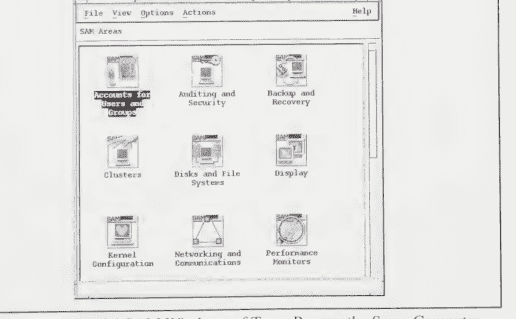 File View Options Actions Help
SAM Areas
Accounts for
Users and
Groups
Auditing and
Security
Backup and
Recovery
Clusters
Disks and File
Systems
Display
Kernel
Configuration
Networking and
Communications
Performance
Monitors